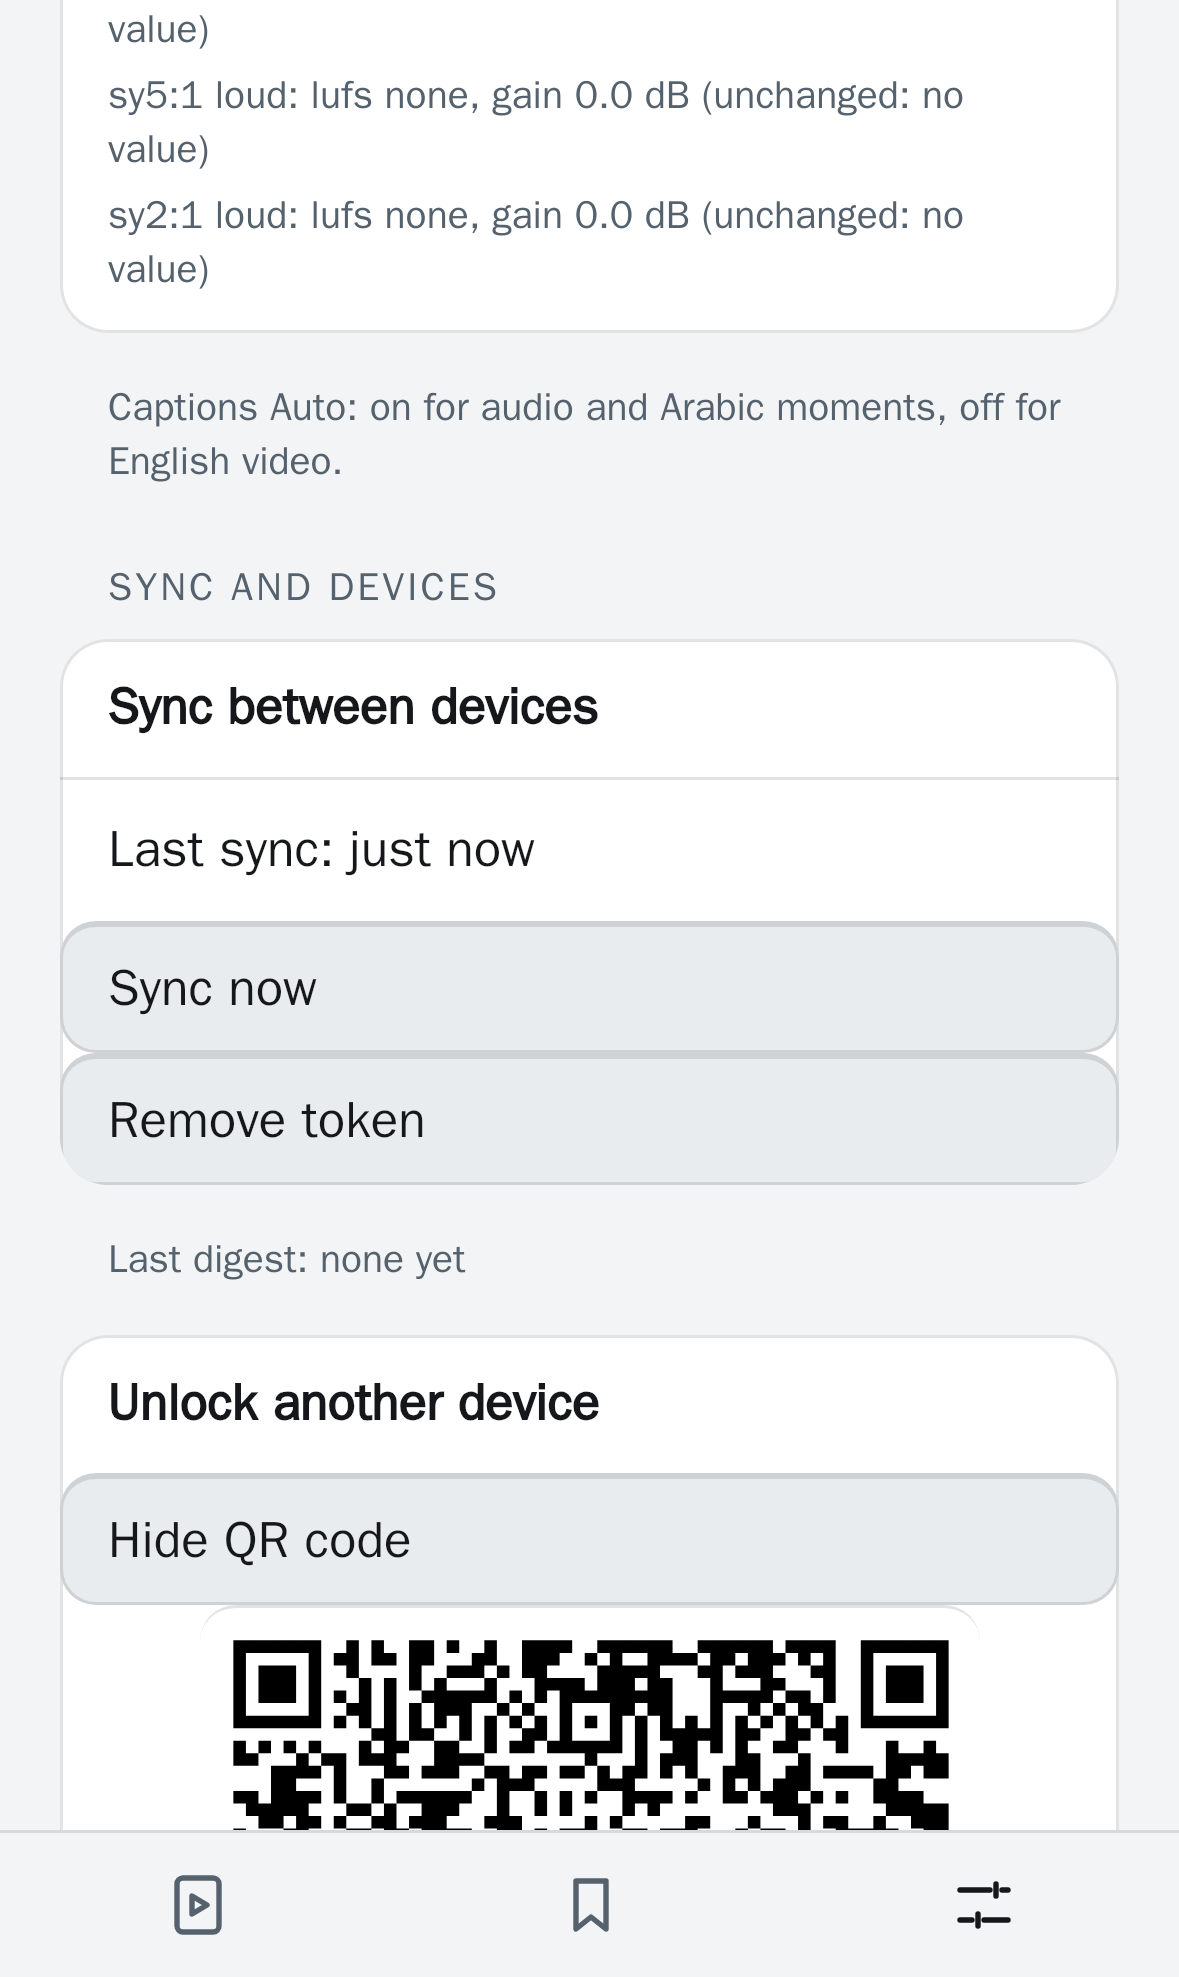 value)
sy5:1 loud: lufs none, gain 0.0 dB (unchanged: no
value)
sy2:1 loud: lufs none, gain 0.0 dB (unchanged: no
value)
Captions Auto: on for audio and Arabic moments, off for
English video.
SYNC AND DEVICES
Sync between devices
Last sync: just now
Sync now
Remove token
Last digest: none yet
Unlock another device
Hide QR code